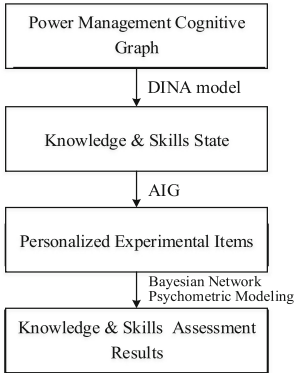 Power Management Cognitive
Graph
DINA model
Knowledge & Skills State
AIG
Personalized Experimental Items
Bayesian Network
Psychometric Modeling
Knowledge & Skills Assessment
Results